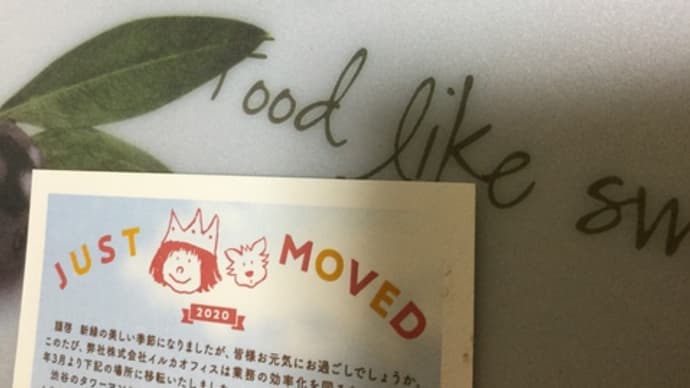 Food like
JUST MOVED
2020
謹啓 新緑の美しい季節になりましたが、皆様お元気にお過ごしでしょうか。
このたび、弊社株式会社イルカオフィスは業務の効率化を図る
年3月より下記の場所に移転いたしました
渋谷のタワーマン